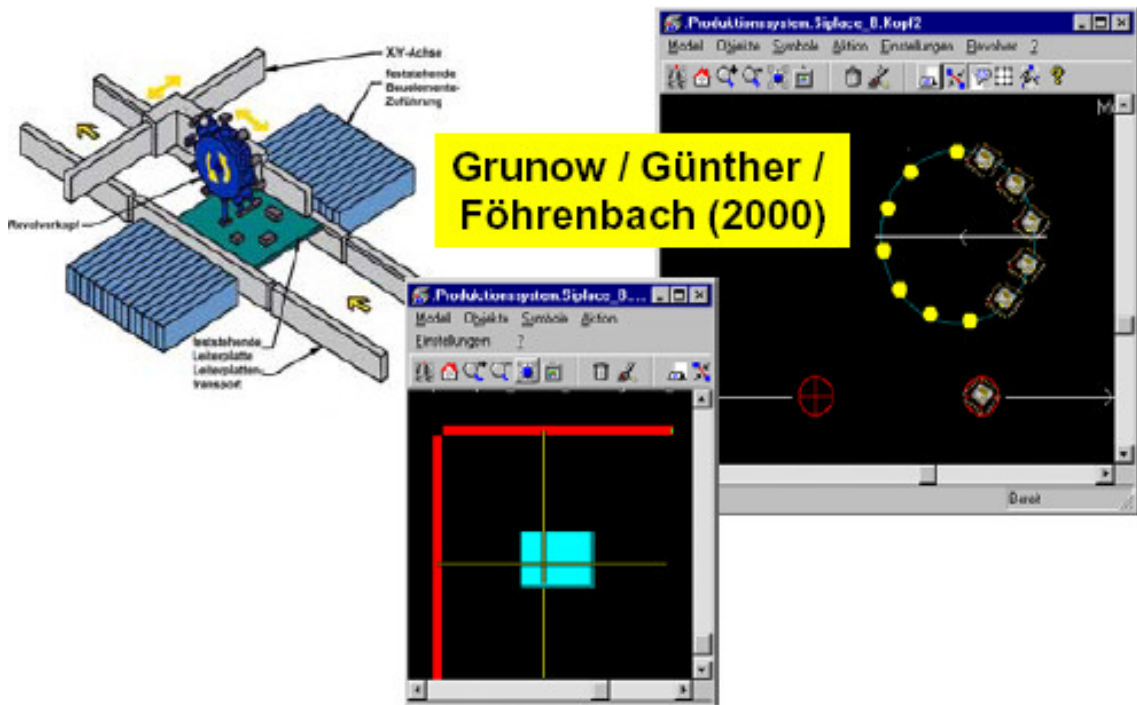 XY-Achse
feststehende
Bauelemente-
Zuführung
Revolverkopf
feststehende
Leiterplatte
Leiterplatten-
transport
Grunow / Günther /
Föhrenbach (2000)
.Produktionssystem.Siplace_B.Kopf2
Model Objekte Symbole Aktion Einstellungen Revolver ?
M
Bereit
.Produktionssystem.Siplace_B....
Model Objekte Symbole Aktion
Einstellungen ?